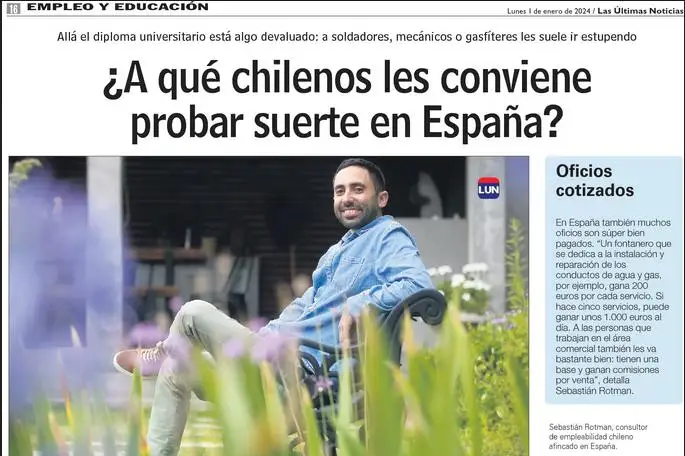 16 EMPLEO Y EDUCACIÓN
Lunes 1 de enero de 2024 / Las Últimas Noticias
Allá el diploma universitario está algo devaluado: a soldadores, mecánicos o gasfíteres les suele ir estupendo
¿A qué chilenos les conviene
probar suerte en España?
LUN
Oficios
cotizados
En España también muchos
oficios son súper bien
pagados. “Un fontanero que
se dedica a la instalación y
reparación de los
conductos de agua y gas,
por ejemplo, gana 200
euros por cada servicio. Si
hace cinco servicios, puede
ganar unos 1.000 euros al
día. A las personas que
trabajan en el área
comercial también les va
bastante bien: tienen una
base y ganan comisiones
por venta”, detalla
Sebastián Rotman.
Sebastián Rotman, consultor
de empleabilidad chileno
afincado en España.